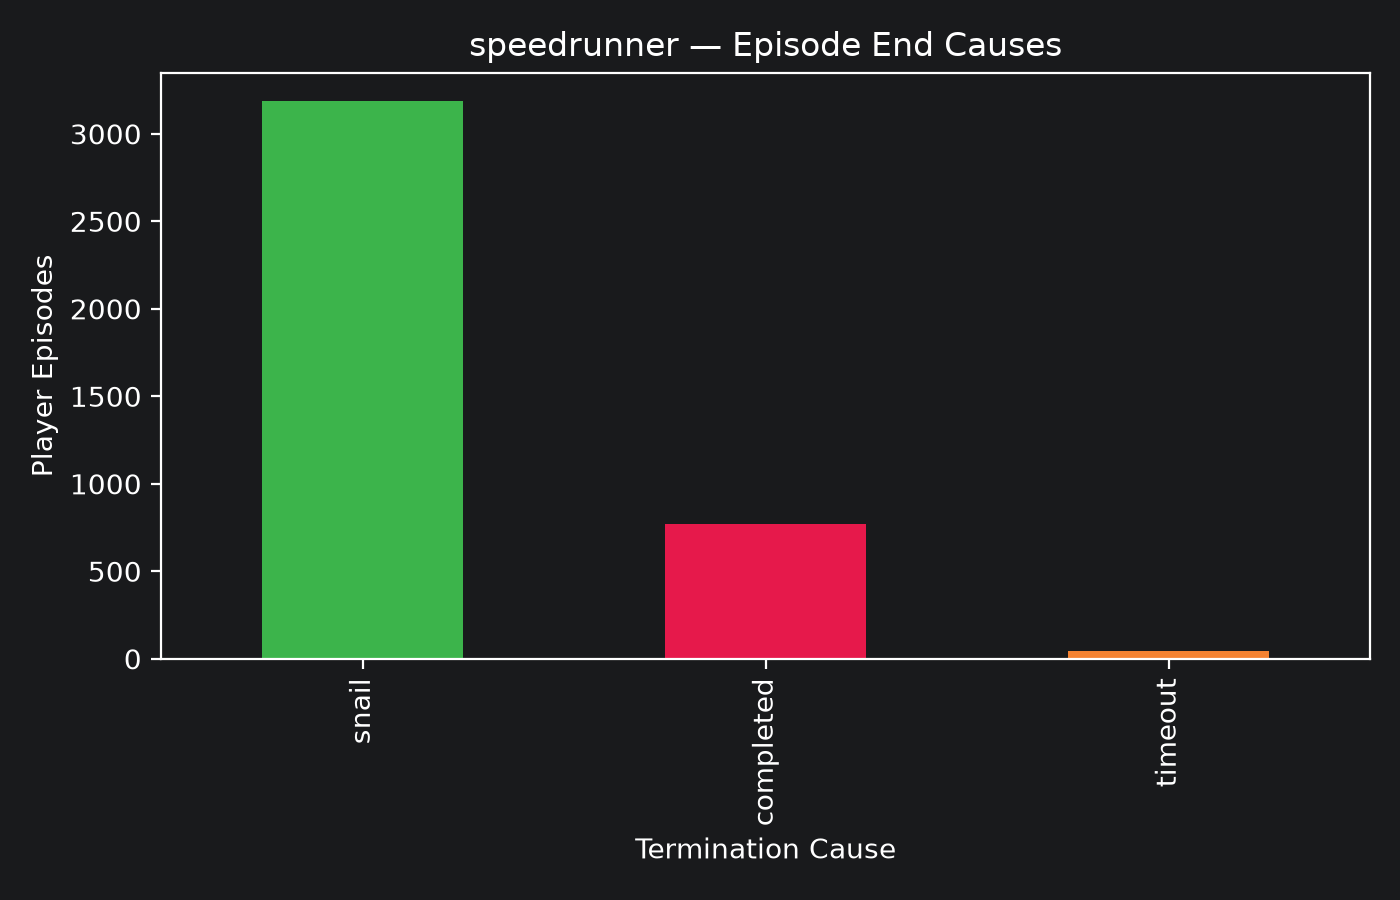 speedrunner — Episode End Causes
Player Episodes
3000
2500
2000
1500
1000
500
0
snail
completed
timeout
Termination Cause